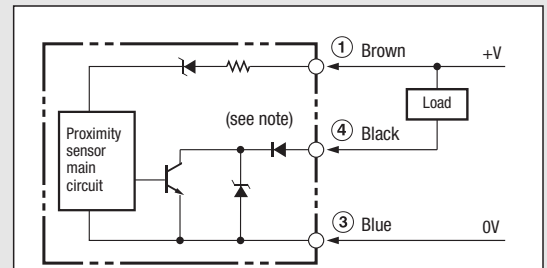 ① Brown +V
Load
(see note)
④ Black
Proximity
sensor
main
circuit
③ Blue 0V